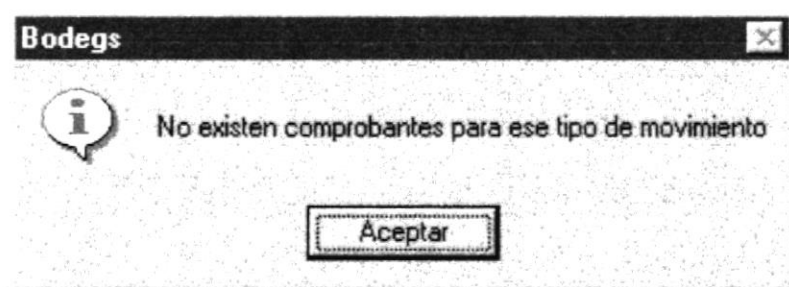 Bodegs
No existen comprobantes para ese tipo de movimiento
Aceptar